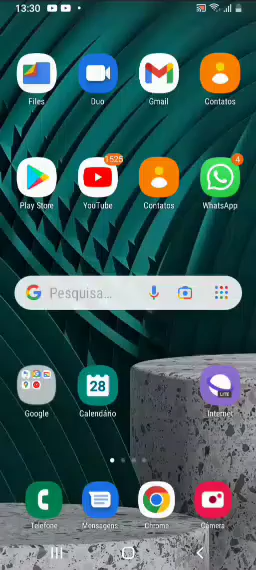 13:30
Files Duo Gmail Contatos
1525 4
Play Store YouTube Contatos WhatsApp
G Pesquisa...
28
LITE
Google Calendário Internet
Telefone Mensagens Chrome Câmera